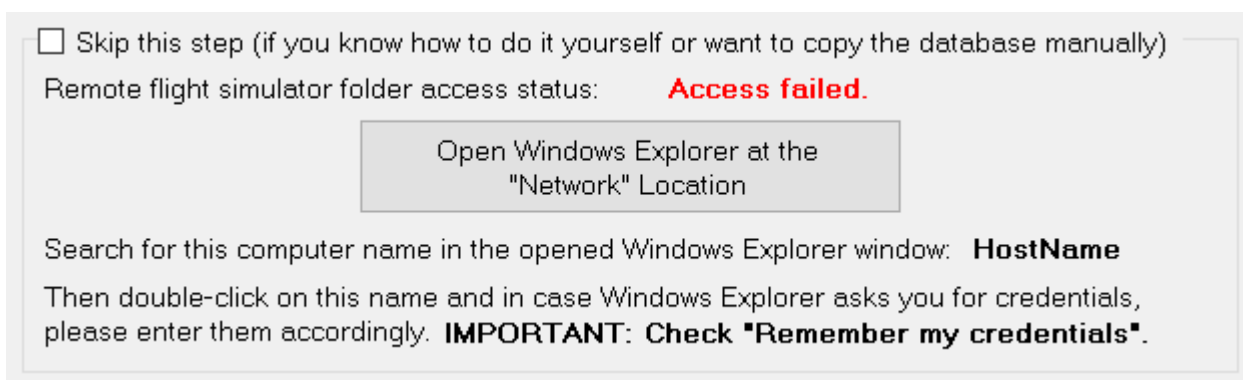 Skip this step (if you know how to do it yourself or want to copy the database manually)
Remote flight simulator folder access status: Access failed.
Open Windows Explorer at the
"Network" Location
Search for this computer name in the opened Windows Explorer window: HostName
Then double-click on this name and in case Windows Explorer asks you for credentials,
please enter them accordingly. IMPORTANT: Check "Remember my credentials".